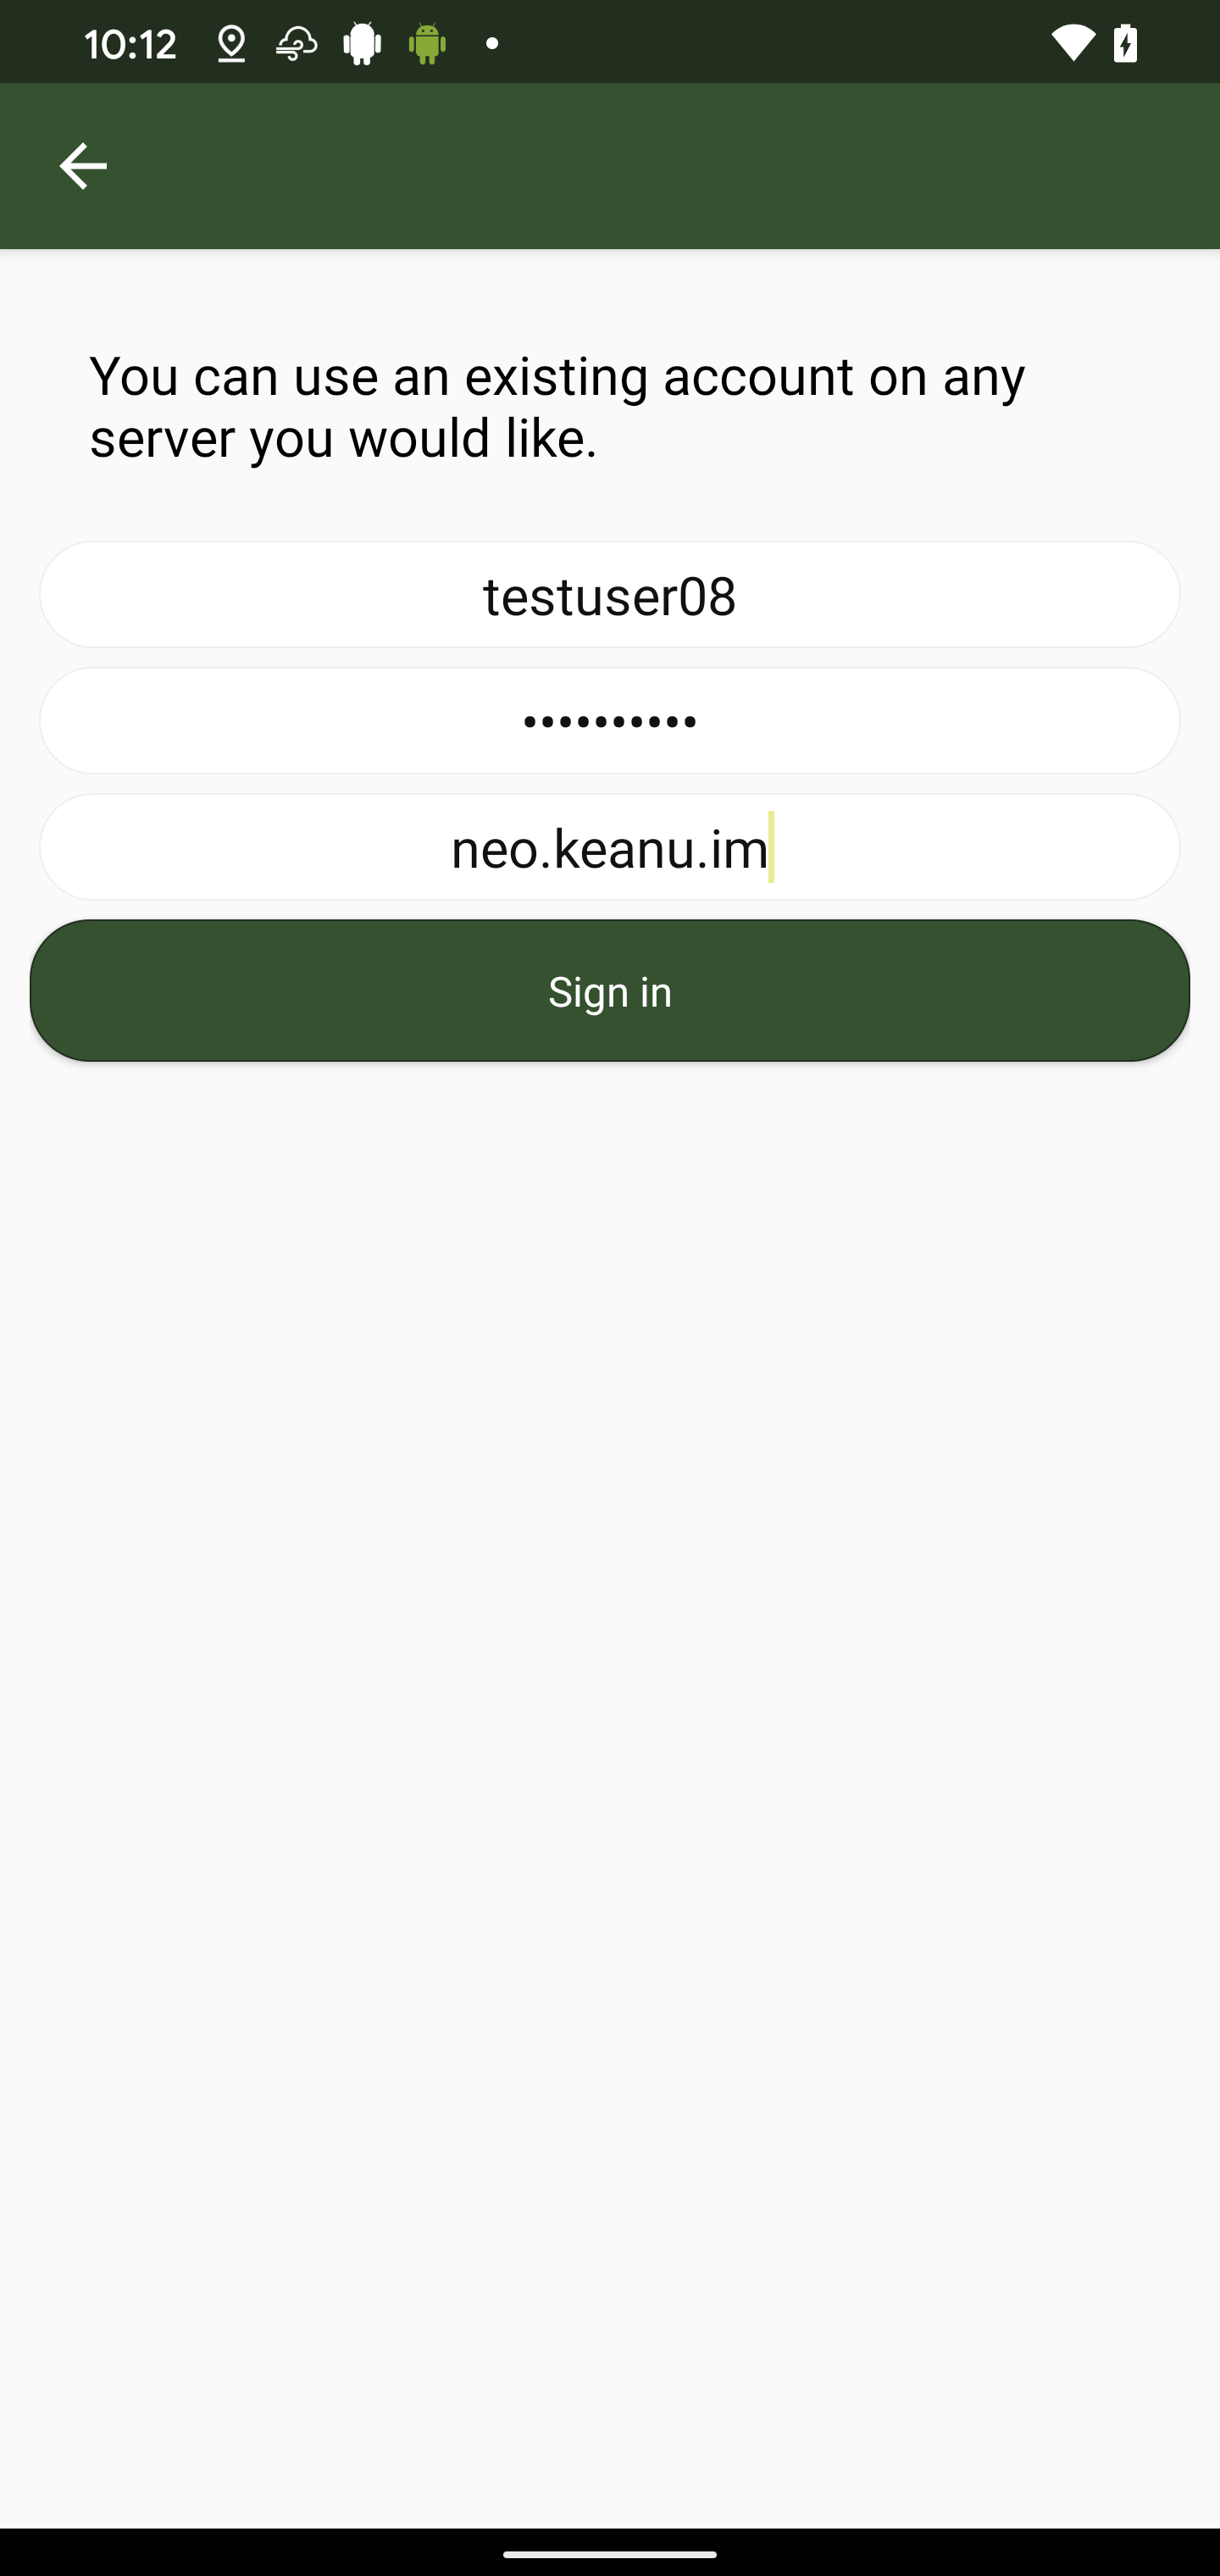 10:12
You can use an existing account on any
server you would like.
testuser08
••••••••••
neo.keanu.im
Sign in